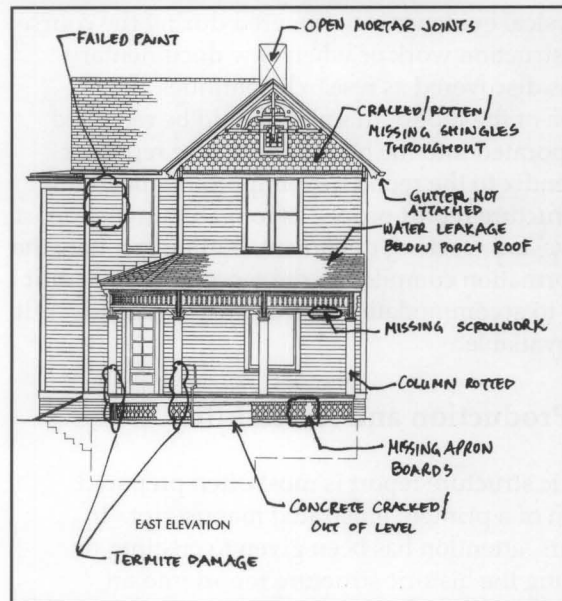 OPEN MORTAR JOINTS
FAILED PAINT
CRACKED/ROTTEN/
MISSING SHINGLES
THROUGHOUT
GUTTER NOT
ATTACHED
WATER LEAKAGE
BELOW PORCH ROOF
MISSING SCROLLWORK
COLUMN ROTTED
MISSING APRON
BOARDS
CONCRETE CRACKED/
OUT OF LEVEL
EAST ELEVATION
TERMITE DAMAGE